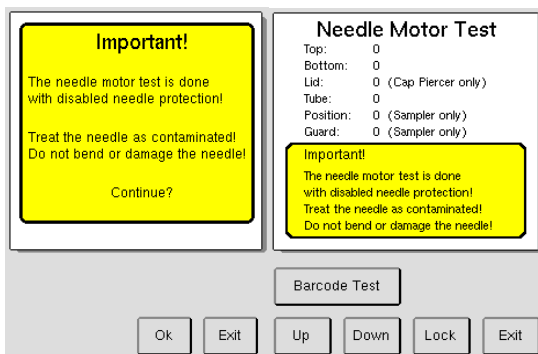 Important!
The needle motor test is done
with disabled needle protection!
Treat the needle as contaminated!
Do not bend or damage the needle!
Continue?
Ok Exit
Needle Motor Test
Top: 0
Bottom: 0
Lid: 0 (Cap Piercer only)
Tube: 0
Position: 0 (Sampler only)
Guard: 0 (Sampler only)
Important!
The needle motor test is done
with disabled needle protection!
Treat the needle as contaminated!
Do not bend or damage the needle!
Barcode Test
Up Down Lock Exit